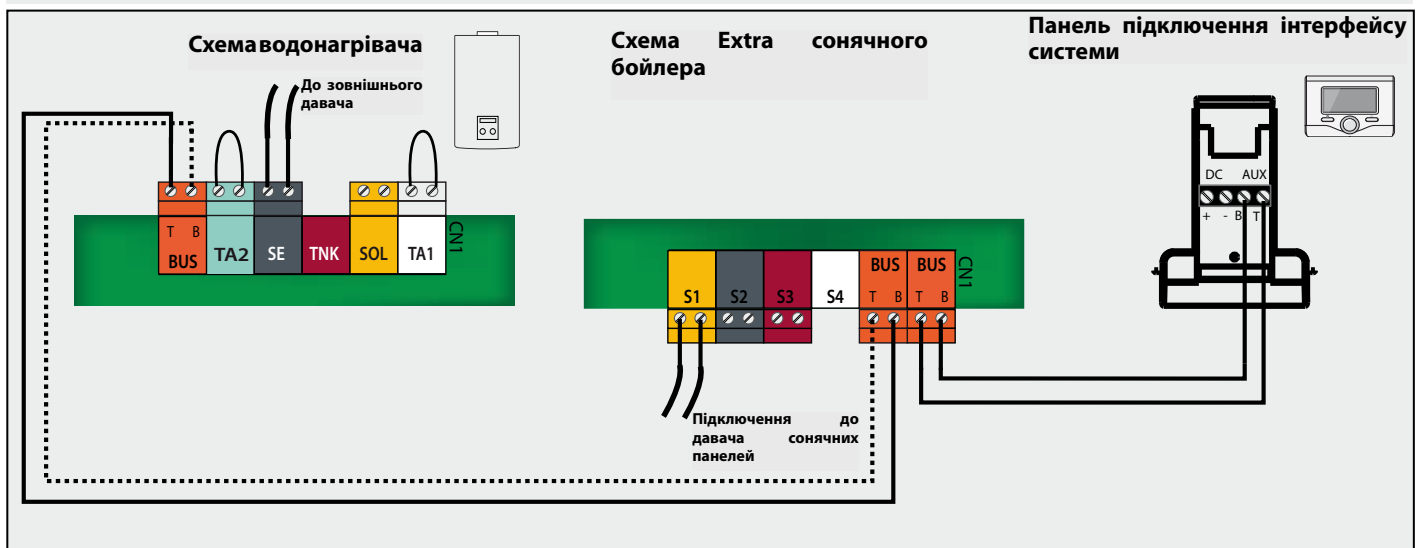 Схема водонагрівача
До зовнішнього
давача
T B
BUS
TA2
SE
TNK
SOL
TA1
CN1
Схема Extra сонячного
бойлера
S1
S2
S3
S4
BUS
T B
BUS
T B
CN1
Підключення до
давача сонячних
панелей
Панель підключення інтерфейсу
системи
DC AUX
+ - B T